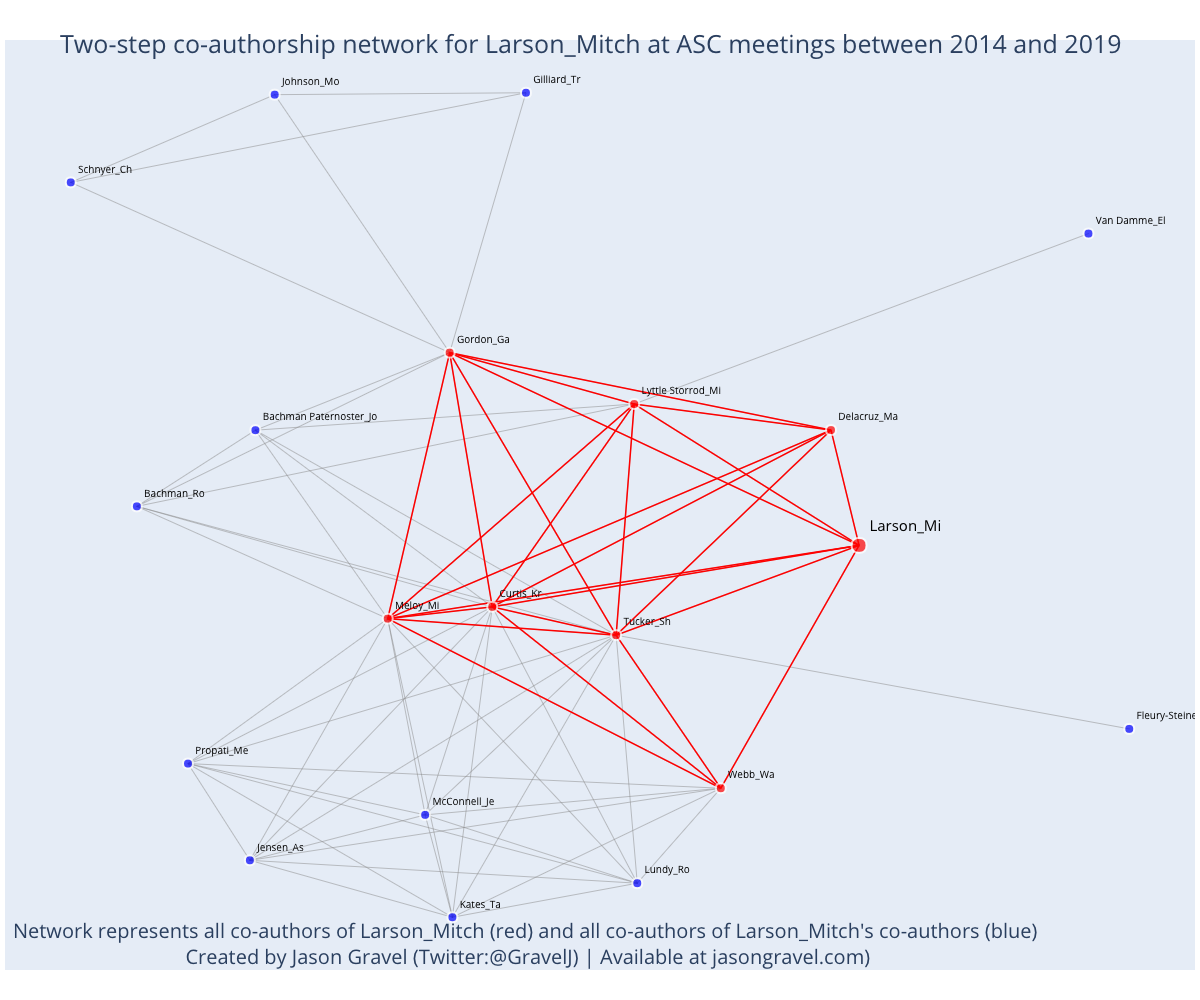 Two-step co-authorship network for Larson_Mitch at ASC meetings between 2014 and 2019
Gilliard_Tr
Johnson_Mo
Schnyer_Ch
Van Damme_El
Gordon_Ga
Lyttle Storrod_Mi
Bachman Paternoster_Jo
Delacruz_Ma
Bachman_Ro
Larson_Mi
Curtis_Kr
Meloy_Mi
Tucker_Sh
Fleury-Steine
Propati_Me
Webb_Wa
McConnell_Je
Jensen_As
Lundy_Ro
Kates_Ta
Network represents all co-authors of Larson_Mitch (red) and all co-authors of Larson_Mitch's co-authors (blue)
Created by Jason Gravel (Twitter:@GravelJ) | Available at jasongravel.com)